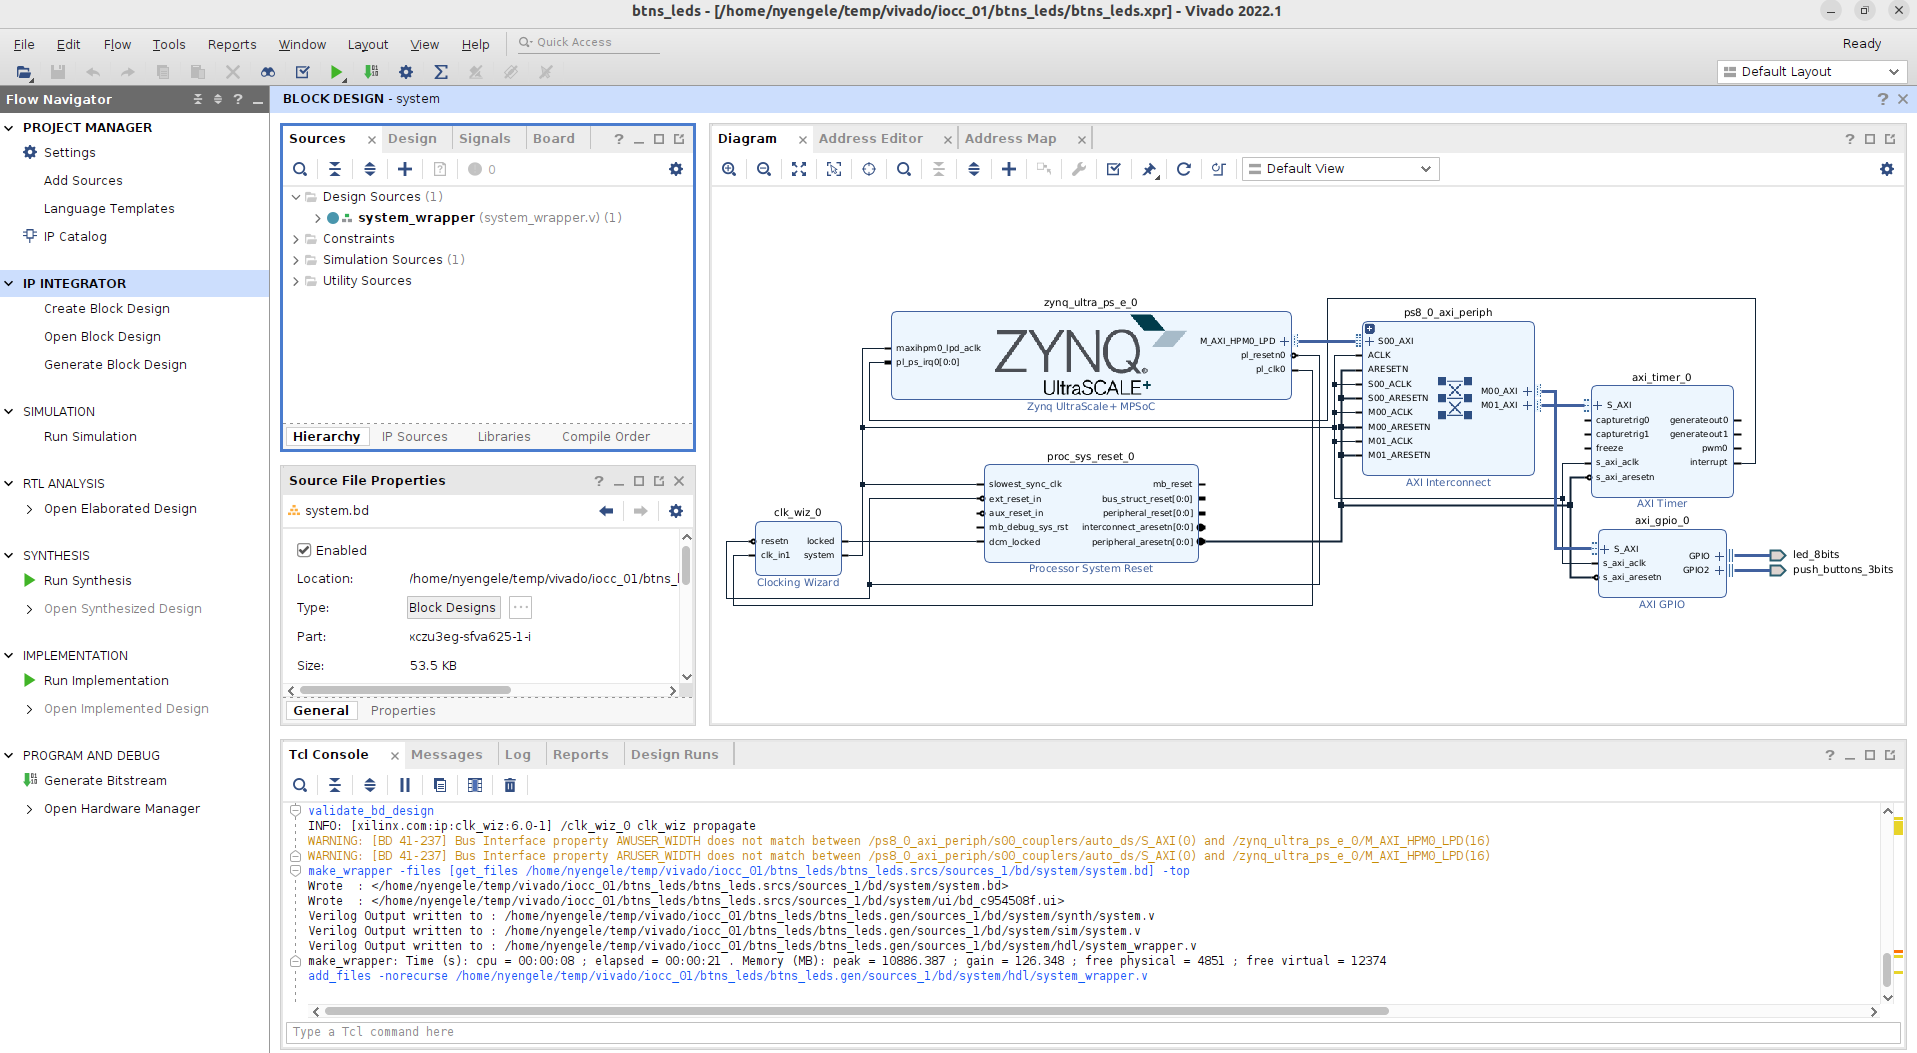 btns_leds - [/home/nyengele/temp/vivado/iocc_01/btns_leds/btns_leds.xpr] - Vivado 2022.1
File Edit Flow Tools Reports Window Layout View Help Quick Access
Ready
Default Layout
Flow Navigator
PROJECT MANAGER
Settings
Add Sources
Language Templates
IP Catalog
IP INTEGRATOR
Create Block Design
Open Block Design
Generate Block Design
SIMULATION
Run Simulation
RTL ANALYSIS
Open Elaborated Design
SYNTHESIS
Run Synthesis
Open Synthesized Design
IMPLEMENTATION
Run Implementation
Open Implemented Design
PROGRAM AND DEBUG
Generate Bitstream
Open Hardware Manager
BLOCK DESIGN - system
Sources Design Signals Board
0
Design Sources (1)
system_wrapper (system_wrapper.v) (1)
Constraints
Simulation Sources (1)
Utility Sources
Hierarchy IP Sources Libraries Compile Order
Source File Properties
system.bd
Enabled
Location: /home/nyengele/temp/vivado/iocc_01/btns_l
Type: Block Designs
Part: xczu3eg-sfva625-1-i
Size: 53.5 KB
General Properties
Diagram Address Editor Address Map
Default View
zynq_ultra_ps_e_0
maxihpm0_lpd_aclk
pl_ps_irq0[0:0]
ZYNQ
UltraSCALE+
M_AXI_HPM0_LPD
pl_resetn0
pl_clk0
Zynq UltraScale+ MPSoC
ps8_0_axi_periph
S00_AXI
ACLK
ARESETN
S00_ACLK
S00_ARESETN
M00_ACLK
M00_ARESETN
M01_ACLK
M01_ARESETN
M00_AXI
M01_AXI
AXI Interconnect
axi_timer_0
S_AXI
capturetrig0
capturetrig1
freeze
s_axi_aclk
s_axi_aresetn
generateout0
generateout1
pwm0
interrupt
AXI Timer
proc_sys_reset_0
slowest_sync_clk
ext_reset_in
aux_reset_in
mb_debug_sys_rst
dcm_locked
mb_reset
bus_struct_reset[0:0]
peripheral_reset[0:0]
interconnect_aresetn[0:0]
peripheral_aresetn[0:0]
Processor System Reset
clk_wiz_0
resetn
clk_in1
locked
system
Clocking Wizard
axi_gpio_0
S_AXI
s_axi_aclk
s_axi_aresetn
GPIO
GPIO2
AXI GPIO
led_8bits
push_buttons_3bits
Tcl Console Messages Log Reports Design Runs
validate_bd_design
INFO: [xilinx.com:ip:clk_wiz:6.0-1] /clk_wiz_0 clk_wiz propagate
WARNING: [BD 41-237] Bus Interface property AWUSER_WIDTH does not match between /ps8_0_axi_periph/s00_couplers/auto_ds/S_AXI(0) and /zynq_ultra_ps_e_0/M_AXI_HPM0_LPD(16)
WARNING: [BD 41-237] Bus Interface property ARUSER_WIDTH does not match between /ps8_0_axi_periph/s00_couplers/auto_ds/S_AXI(0) and /zynq_ultra_ps_e_0/M_AXI_HPM0_LPD(16)
make_wrapper -files [get_files /home/nyengele/temp/vivado/iocc_01/btns_leds/btns_leds.srcs/sources_1/bd/system/system.bd] -top
Wrote : </home/nyengele/temp/vivado/iocc_01/btns_leds/btns_leds.srcs/sources_1/bd/system/system.bd>
Wrote : </home/nyengele/temp/vivado/iocc_01/btns_leds/btns_leds.srcs/sources_1/bd/system/ui/bd_c954508f.ui>
Verilog Output written to : /home/nyengele/temp/vivado/iocc_01/btns_leds/btns_leds.gen/sources_1/bd/system/synth/system.v
Verilog Output written to : /home/nyengele/temp/vivado/iocc_01/btns_leds/btns_leds.gen/sources_1/bd/system/sim/system.v
Verilog Output written to : /home/nyengele/temp/vivado/iocc_01/btns_leds/btns_leds.gen/sources_1/bd/system/hdl/system_wrapper.v
make_wrapper: Time (s): cpu = 00:00:08 ; elapsed = 00:00:21 . Memory (MB): peak = 10886.387 ; gain = 126.348 ; free physical = 4851 ; free virtual = 12374
add_files -norecurse /home/nyengele/temp/vivado/iocc_01/btns_leds/btns_leds.gen/sources_1/bd/system/hdl/system_wrapper.v
Type a Tcl command here